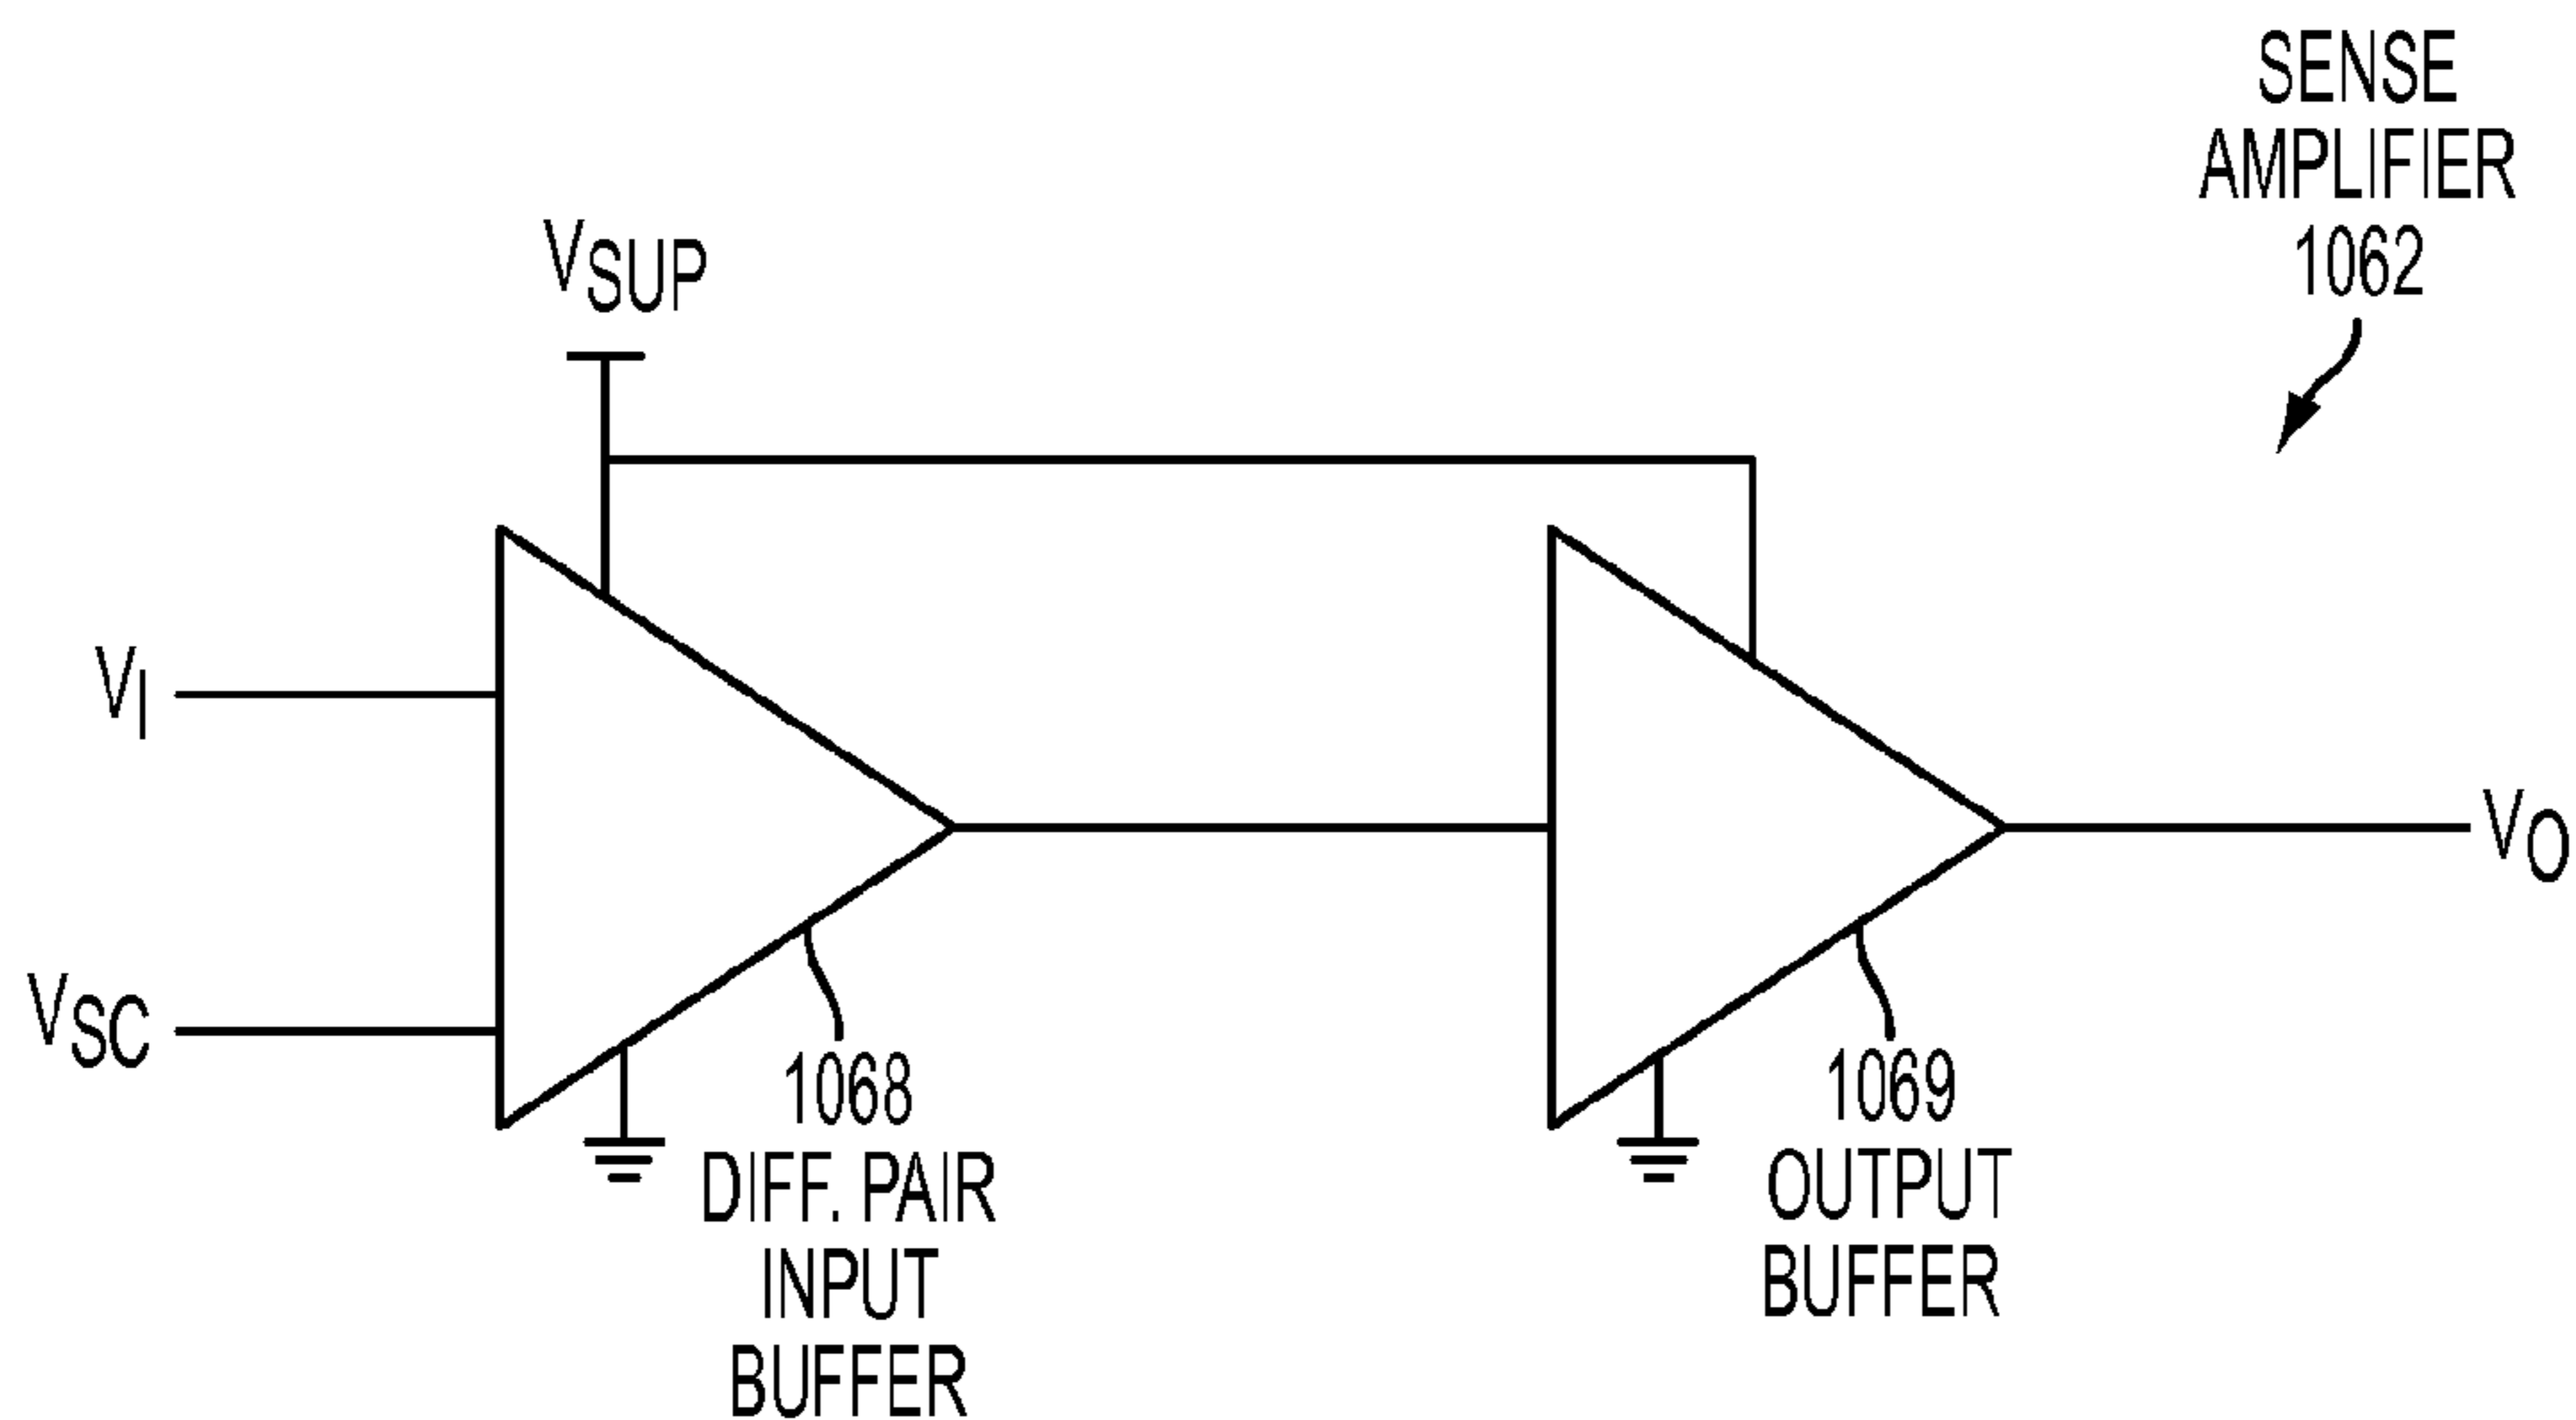 SENSE
AMPLIFIER
1062
VSUP
VI
VSC
VO
1068
DIFF. PAIR
INPUT
BUFFER
1069
OUTPUT
BUFFER